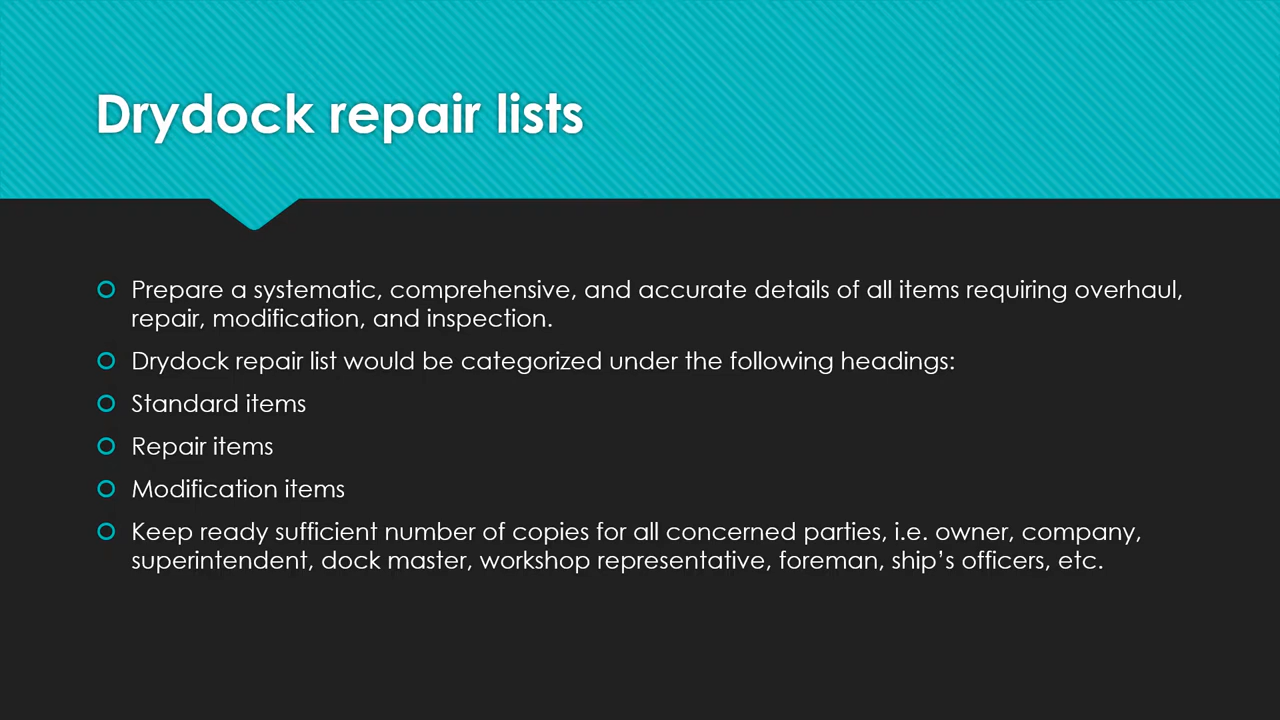 Drydock repair lists
Prepare a systematic, comprehensive, and accurate details of all items requiring overhaul,
repair, modification, and inspection.
Drydock repair list would be categorized under the following headings:
Standard items
Repair items
Modification items
Keep ready sufficient number of copies for all concerned parties, i.e. owner, company,
superintendent, dock master, workshop representative, foreman, ship’s officers, etc.